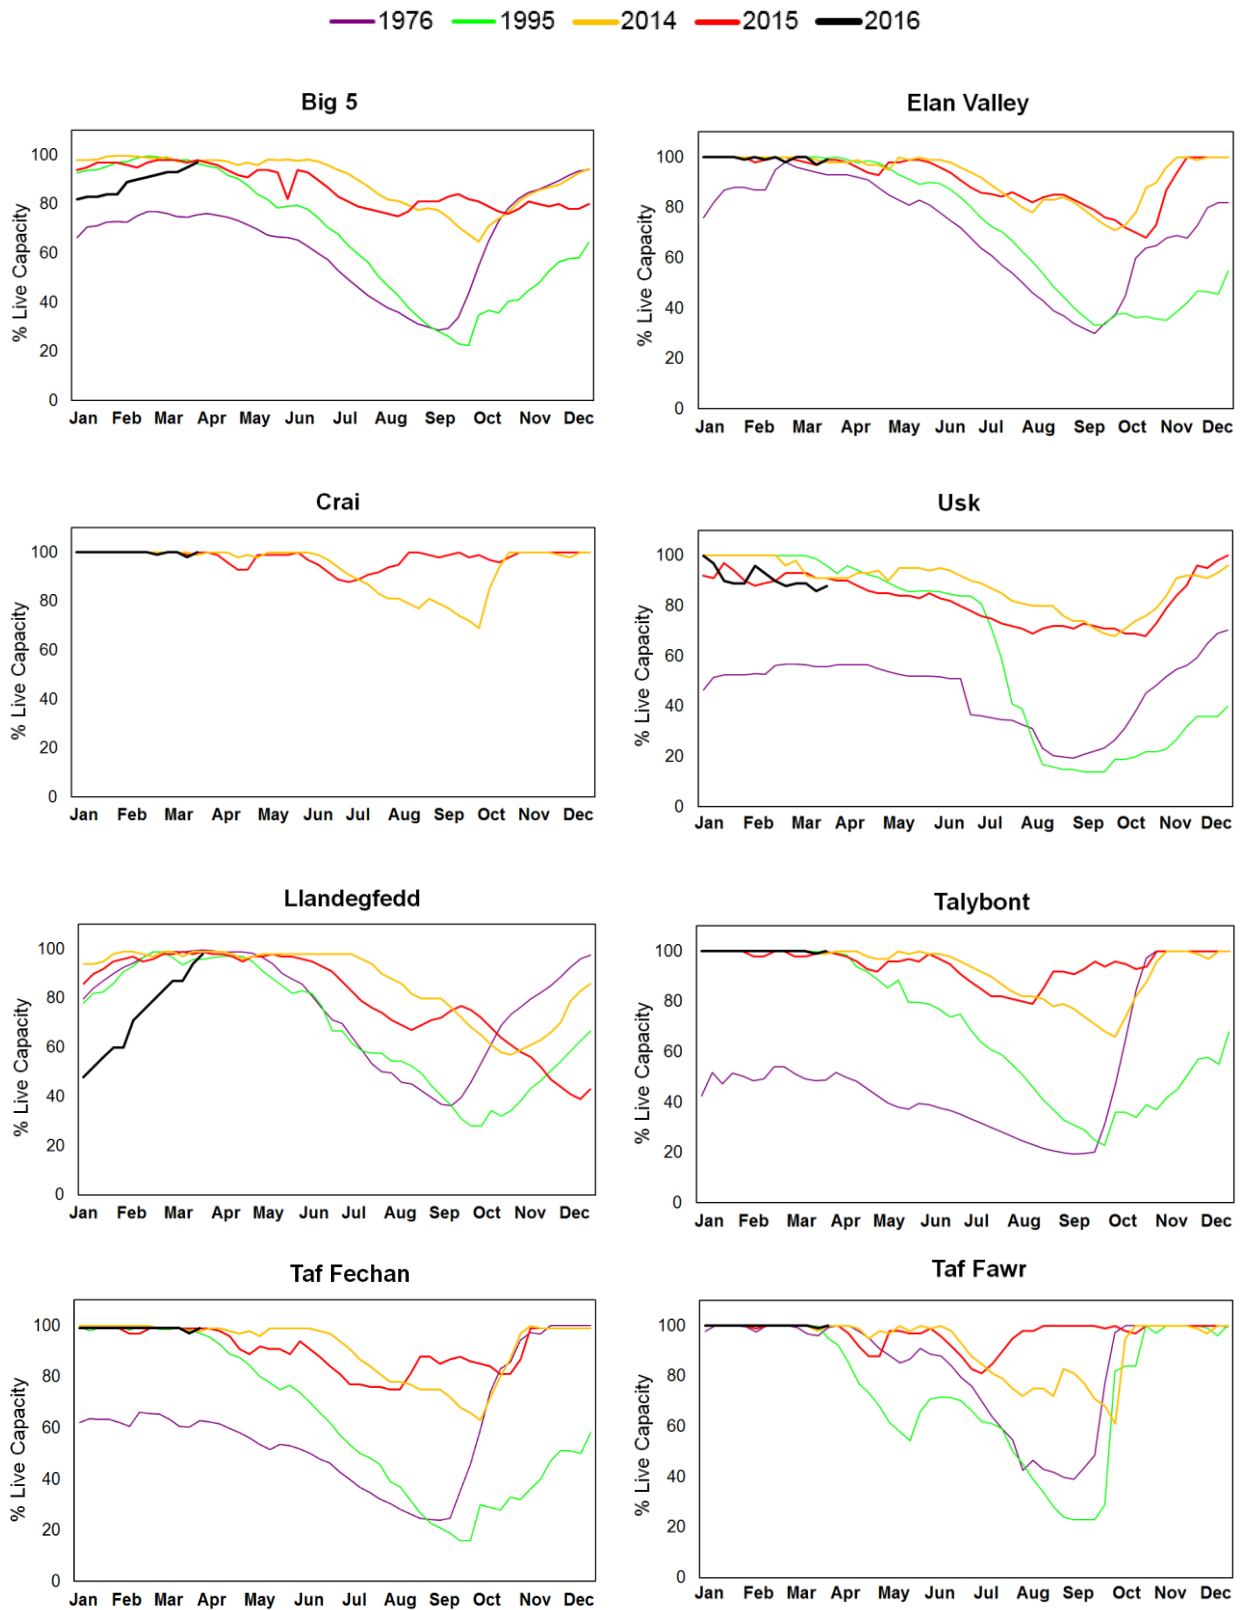 1976 1995 2014 2015 2016
Big 5
% Live Capacity
100
80
60
40
20
0
Jan Feb Mar Apr May Jun Jul Aug Sep Oct Nov Dec
Elan Valley
% Live Capacity
100
80
60
40
20
0
Jan Feb Mar Apr May Jun Jul Aug Sep Oct Nov Dec
Crai
% Live Capacity
100
80
60
40
20
0
Jan Feb Mar Apr May Jun Jul Aug Sep Oct Nov Dec
Usk
% Live Capacity
100
80
60
40
20
0
Jan Feb Mar Apr May Jun Jul Aug Sep Oct Nov Dec
Llandegfedd
% Live Capacity
100
80
60
40
20
0
Jan Feb Mar Apr May Jun Jul Aug Sep Oct Nov Dec
Talybont
% Live Capacity
100
80
60
40
20
0
Jan Feb Mar Apr May Jun Jul Aug Sep Oct Nov Dec
Taf Fechan
% Live Capacity
100
80
60
40
20
0
Jan Feb Mar Apr May Jun Jul Aug Sep Oct Nov Dec
Taf Fawr
% Live Capacity
100
80
60
40
20
0
Jan Feb Mar Apr May Jun Jul Aug Sep Oct Nov Dec